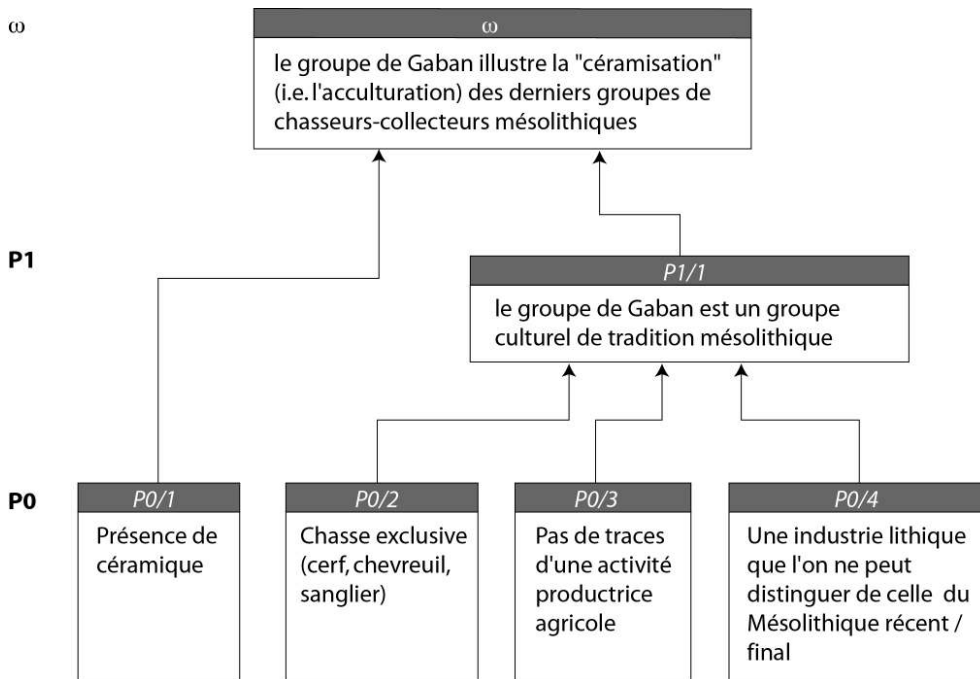 ω
ω
le groupe de Gaban illustre la "céramisation"
(i.e. l'acculturation) des derniers groupes de
chasseurs-collecteurs mésolithiques
P1
P1/1
le groupe de Gaban est un groupe
culturel de tradition mésolithique
P0
P0/1
Présence de
céramique
P0/2
Chasse exclusive
(cerf, chevreuil,
sanglier)
P0/3
Pas de traces
d'une activité
productrice
agricole
P0/4
Une industrie lithique
que l'on ne peut
distinguer de celle du
Mésolithique récent /
final